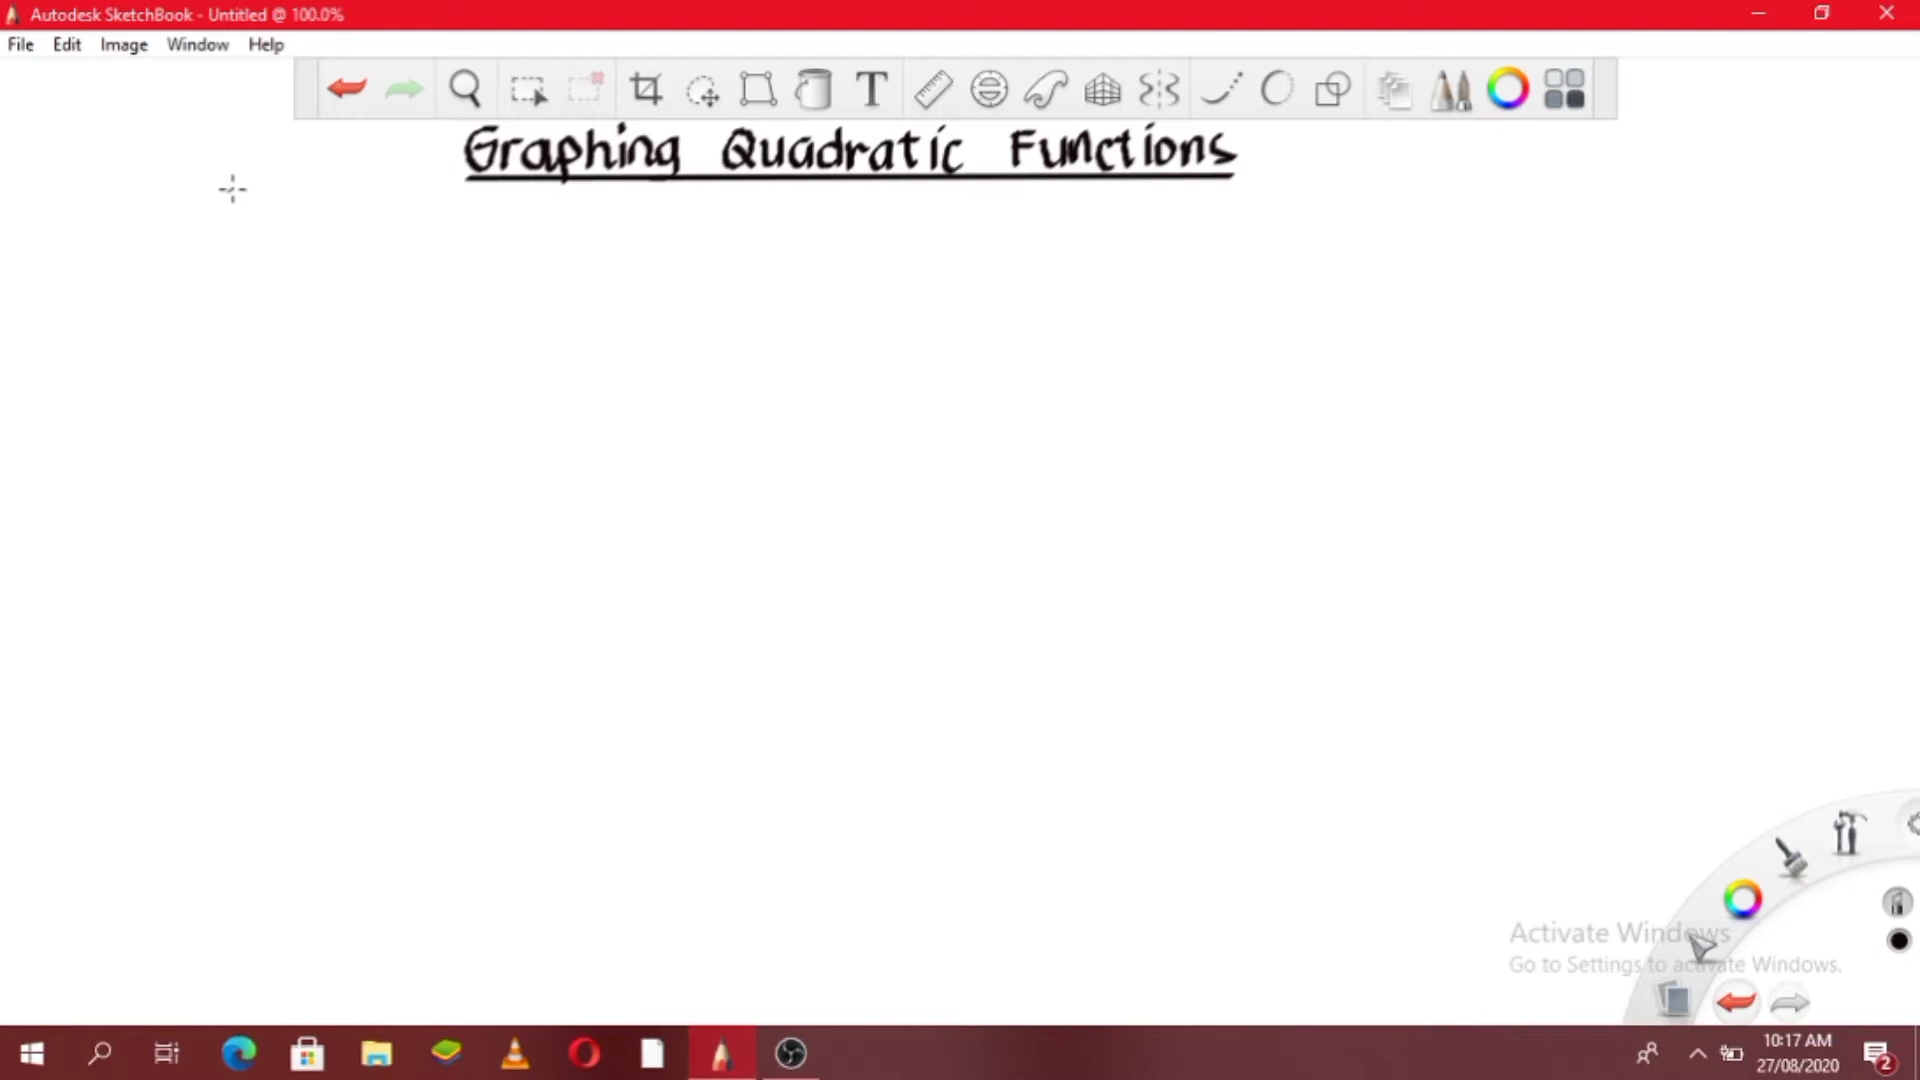 Autodesk SketchBook - Untitled @ 100.0%
File Edit Image Window Help
T
Graphing Quadratic Functions
Activate Windows
Go to Settings to activate Windows.
10:17 AM
27/08/2020
2